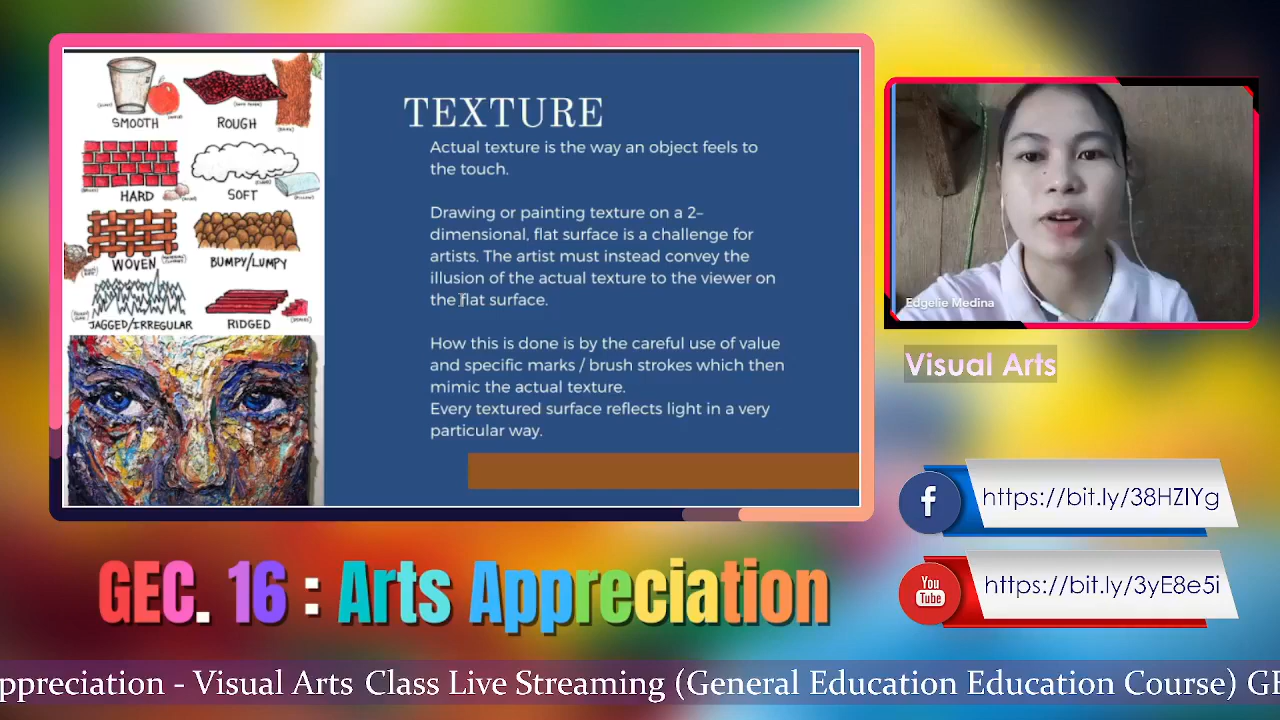 SMOOTH
ROUGH
HARD
SOFT
WOVEN
BUMPY/LUMPY
JAGGED/IRREGULAR
RIDGED
TEXTURE
Actual texture is the way an object feels to
the touch.
Drawing or painting texture on a 2–
dimensional, flat surface is a challenge for
artists. The artist must instead convey the
illusion of the actual texture to the viewer on
the flat surface.
How this is done is by the careful use of value
and specific marks / brush strokes which then
mimic the actual texture.
Every textured surface reflects light in a very
particular way.
Edgelie Medina
Visual Arts
f
https://bit.ly/38HZIYg
You
Tube
https://bit.ly/3yE8e5i
GEC. 16 : Arts Appreciation
ppreciation - Visual Arts Class Live Streaming (General Education Education Course) GE